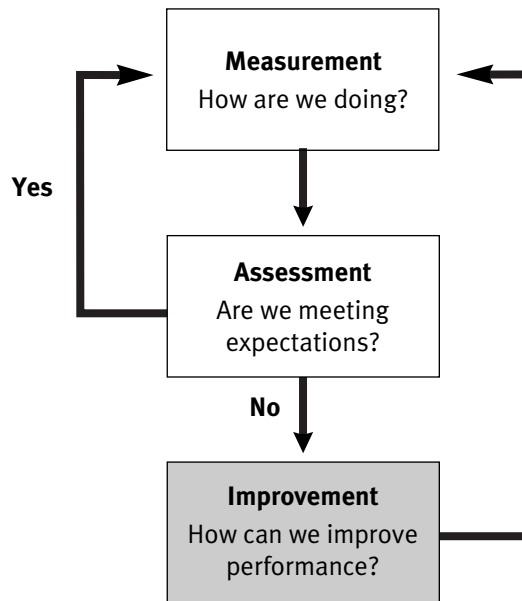 Measurement
How are we doing?
Yes
Assessment
Are we meeting
expectations?
No
Improvement
How can we improve
performance?